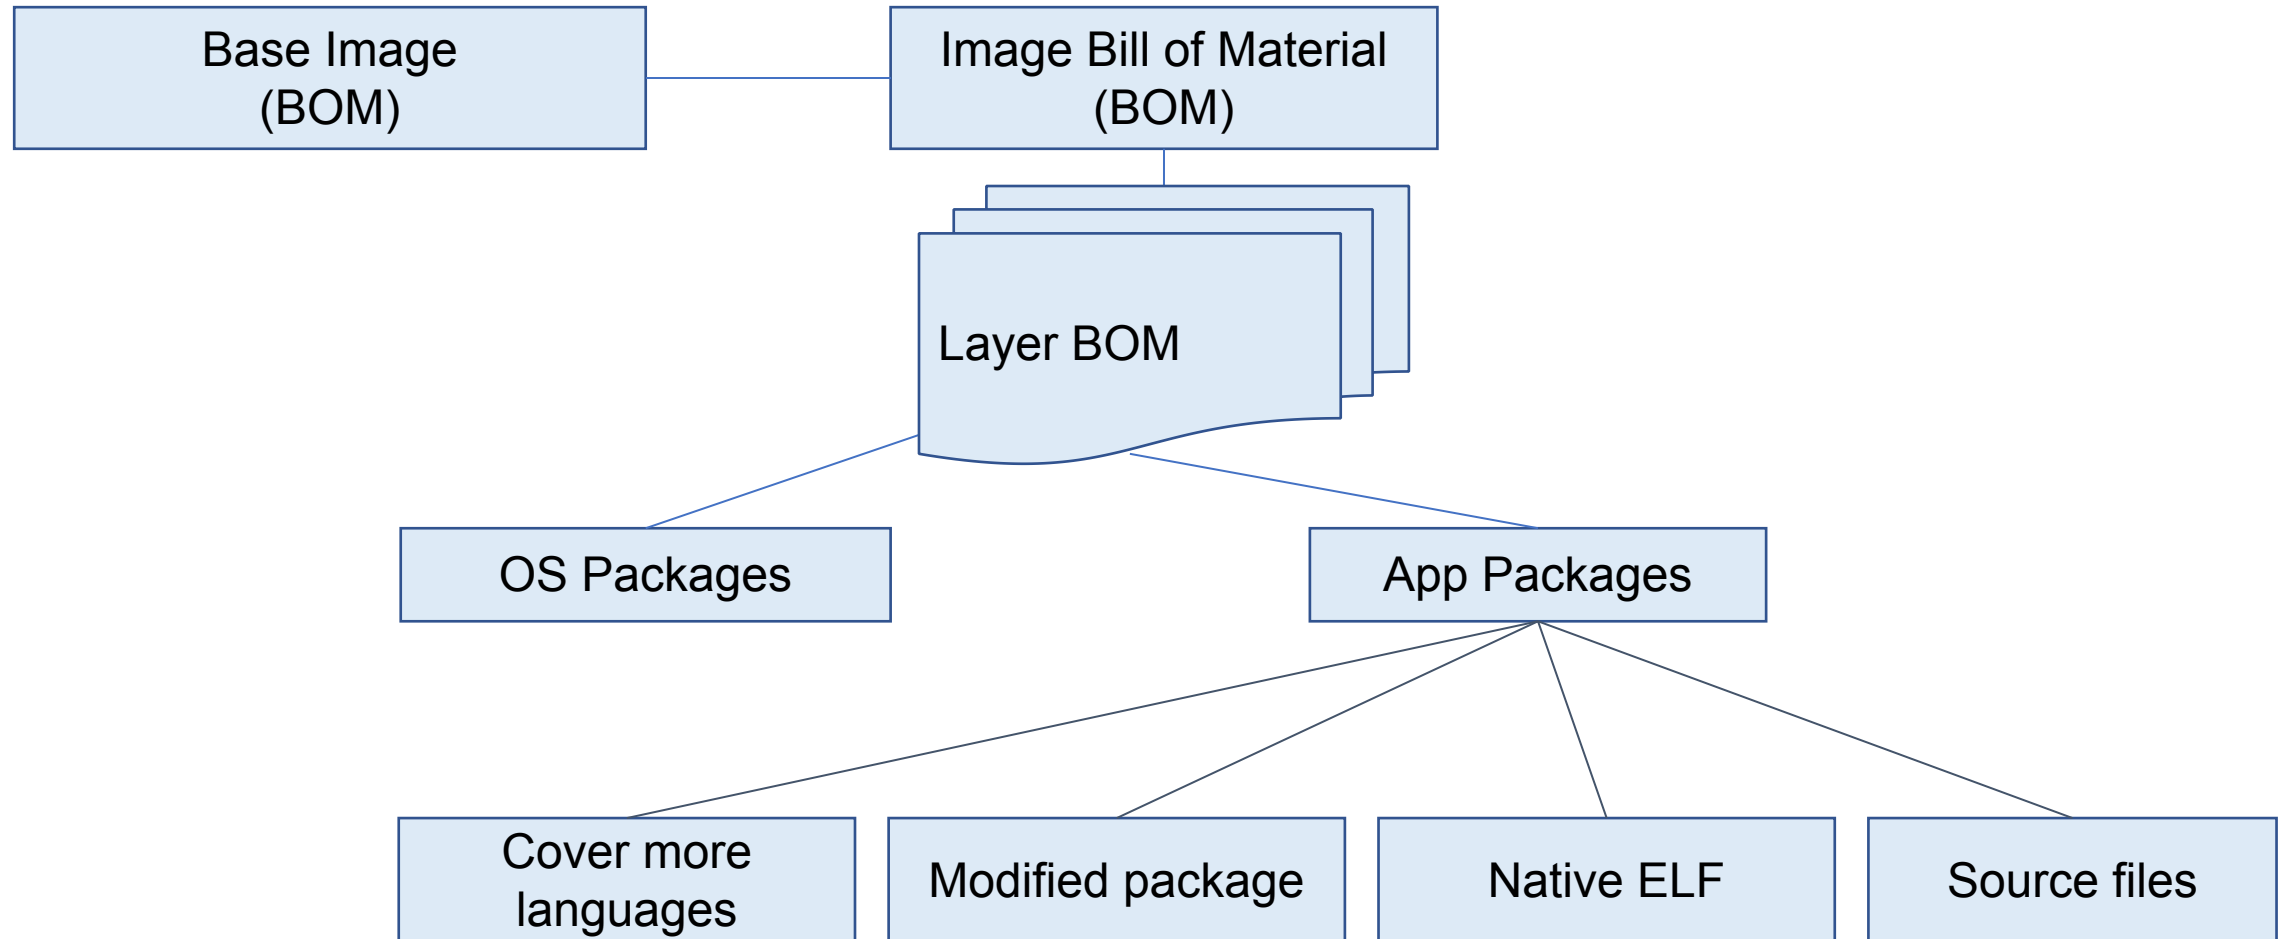 Base Image
(BOM)
Image Bill of Material
(BOM)
Layer BOM
OS Packages
App Packages
Cover more
languages
Modified package
Native ELF
Source files